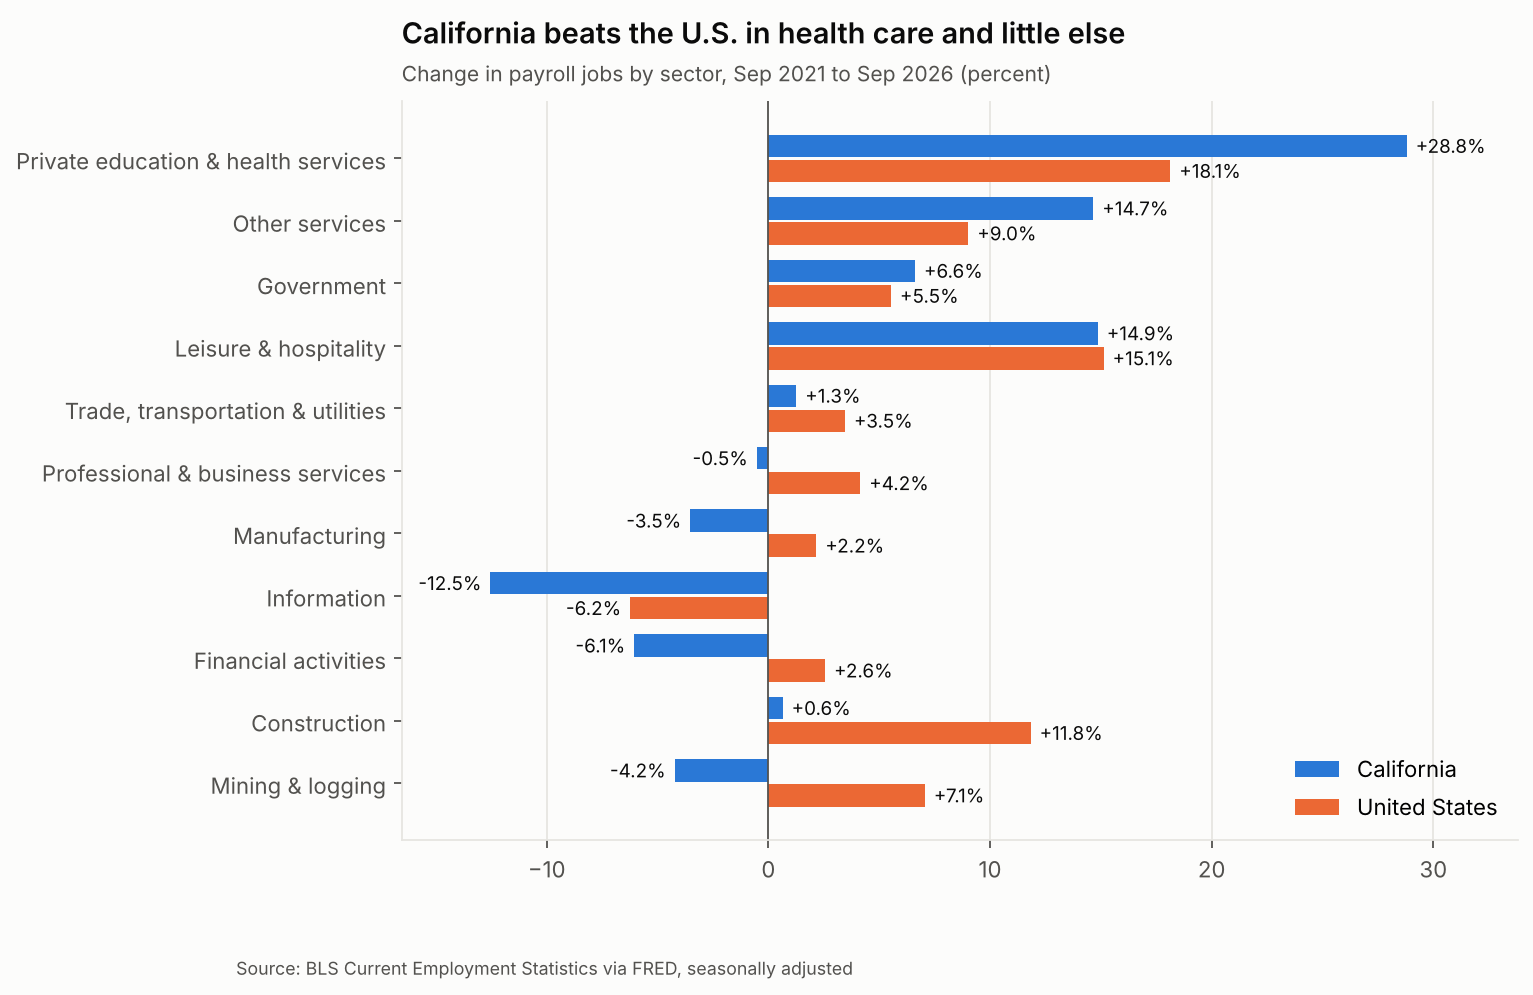 California beats the U.S. in health care and little else
Change in payroll jobs by sector, Sep 2021 to Sep 2026 (percent)
Private education & health services
+28.8%
+18.1%
Other services
+14.7%
+9.0%
Government
+6.6%
+5.5%
Leisure & hospitality
+14.9%
+15.1%
Trade, transportation & utilities
+1.3%
+3.5%
Professional & business services
-0.5%
+4.2%
Manufacturing
-3.5%
+2.2%
Information
-12.5%
-6.2%
Financial activities
-6.1%
+2.6%
Construction
+0.6%
+11.8%
Mining & logging
-4.2%
+7.1%
California
United States
−10 0 10 20 30
Source: BLS Current Employment Statistics via FRED, seasonally adjusted